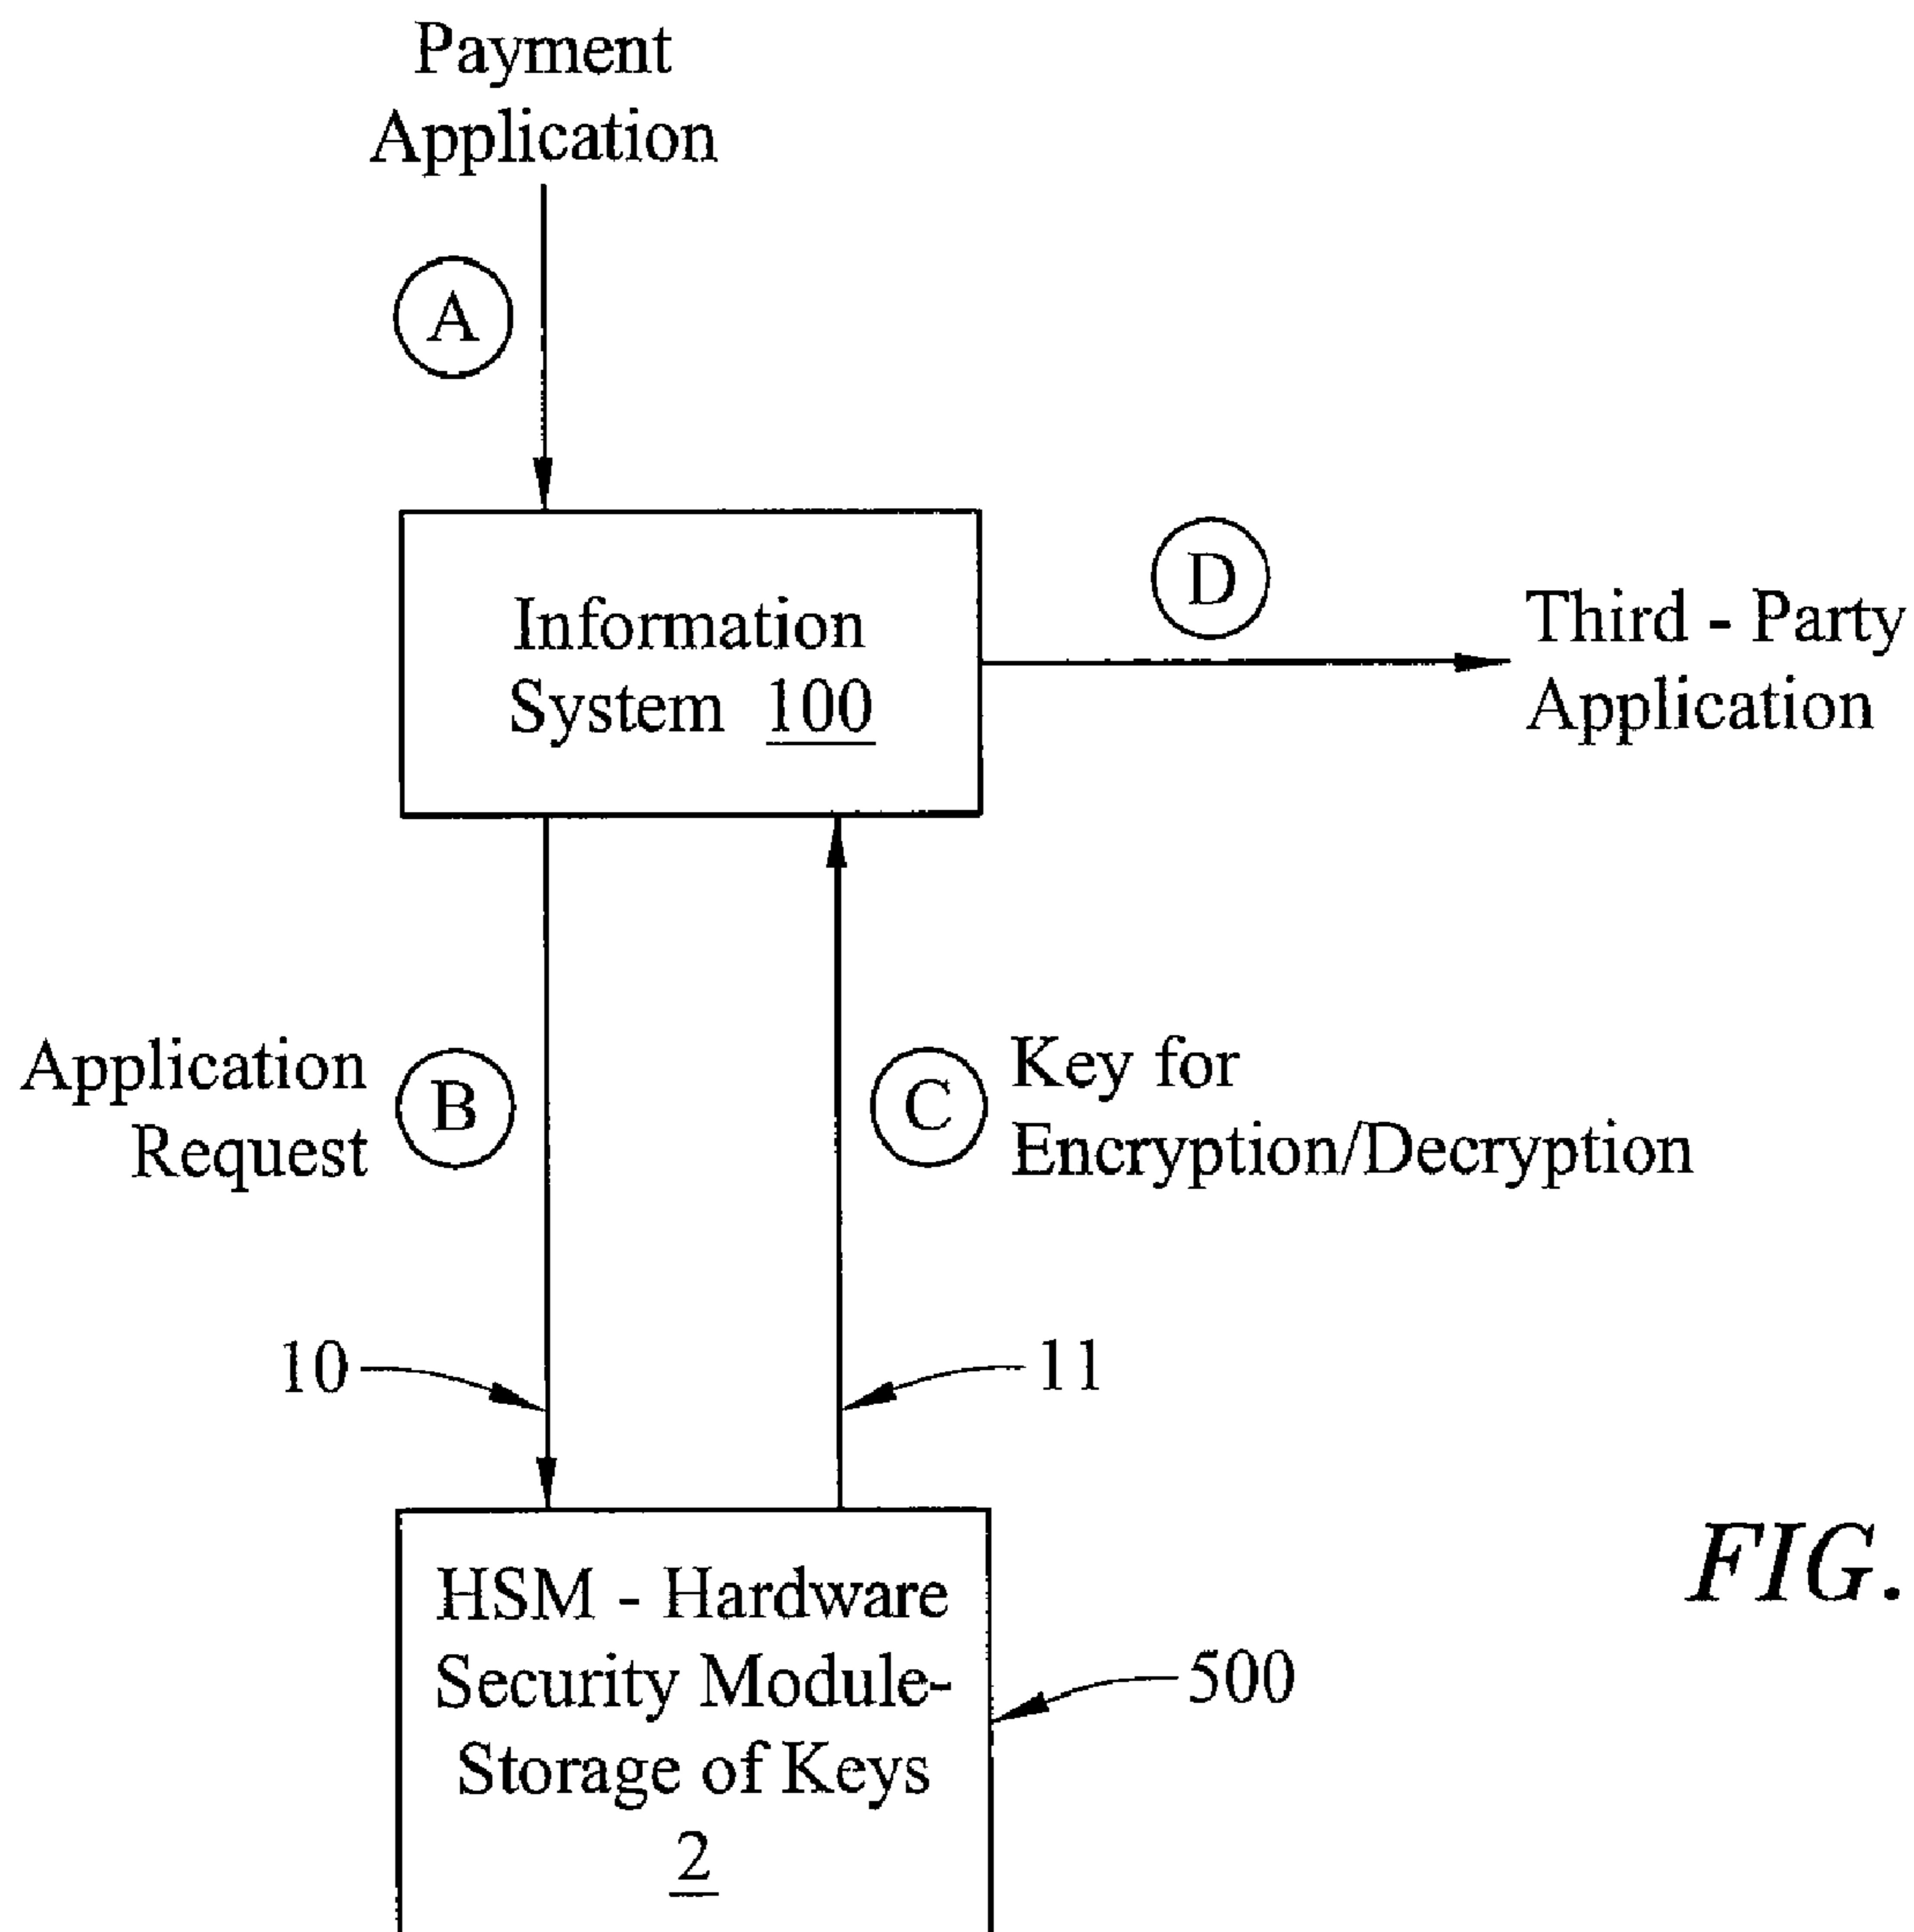 Payment
Application
A
D
Information
System 100
Third - Party
Application
Application
Request
B
C
Key for
Encryption/Decryption
10
11
HSM - Hardware
Security Module-
Storage of Keys
2
500
FIG.